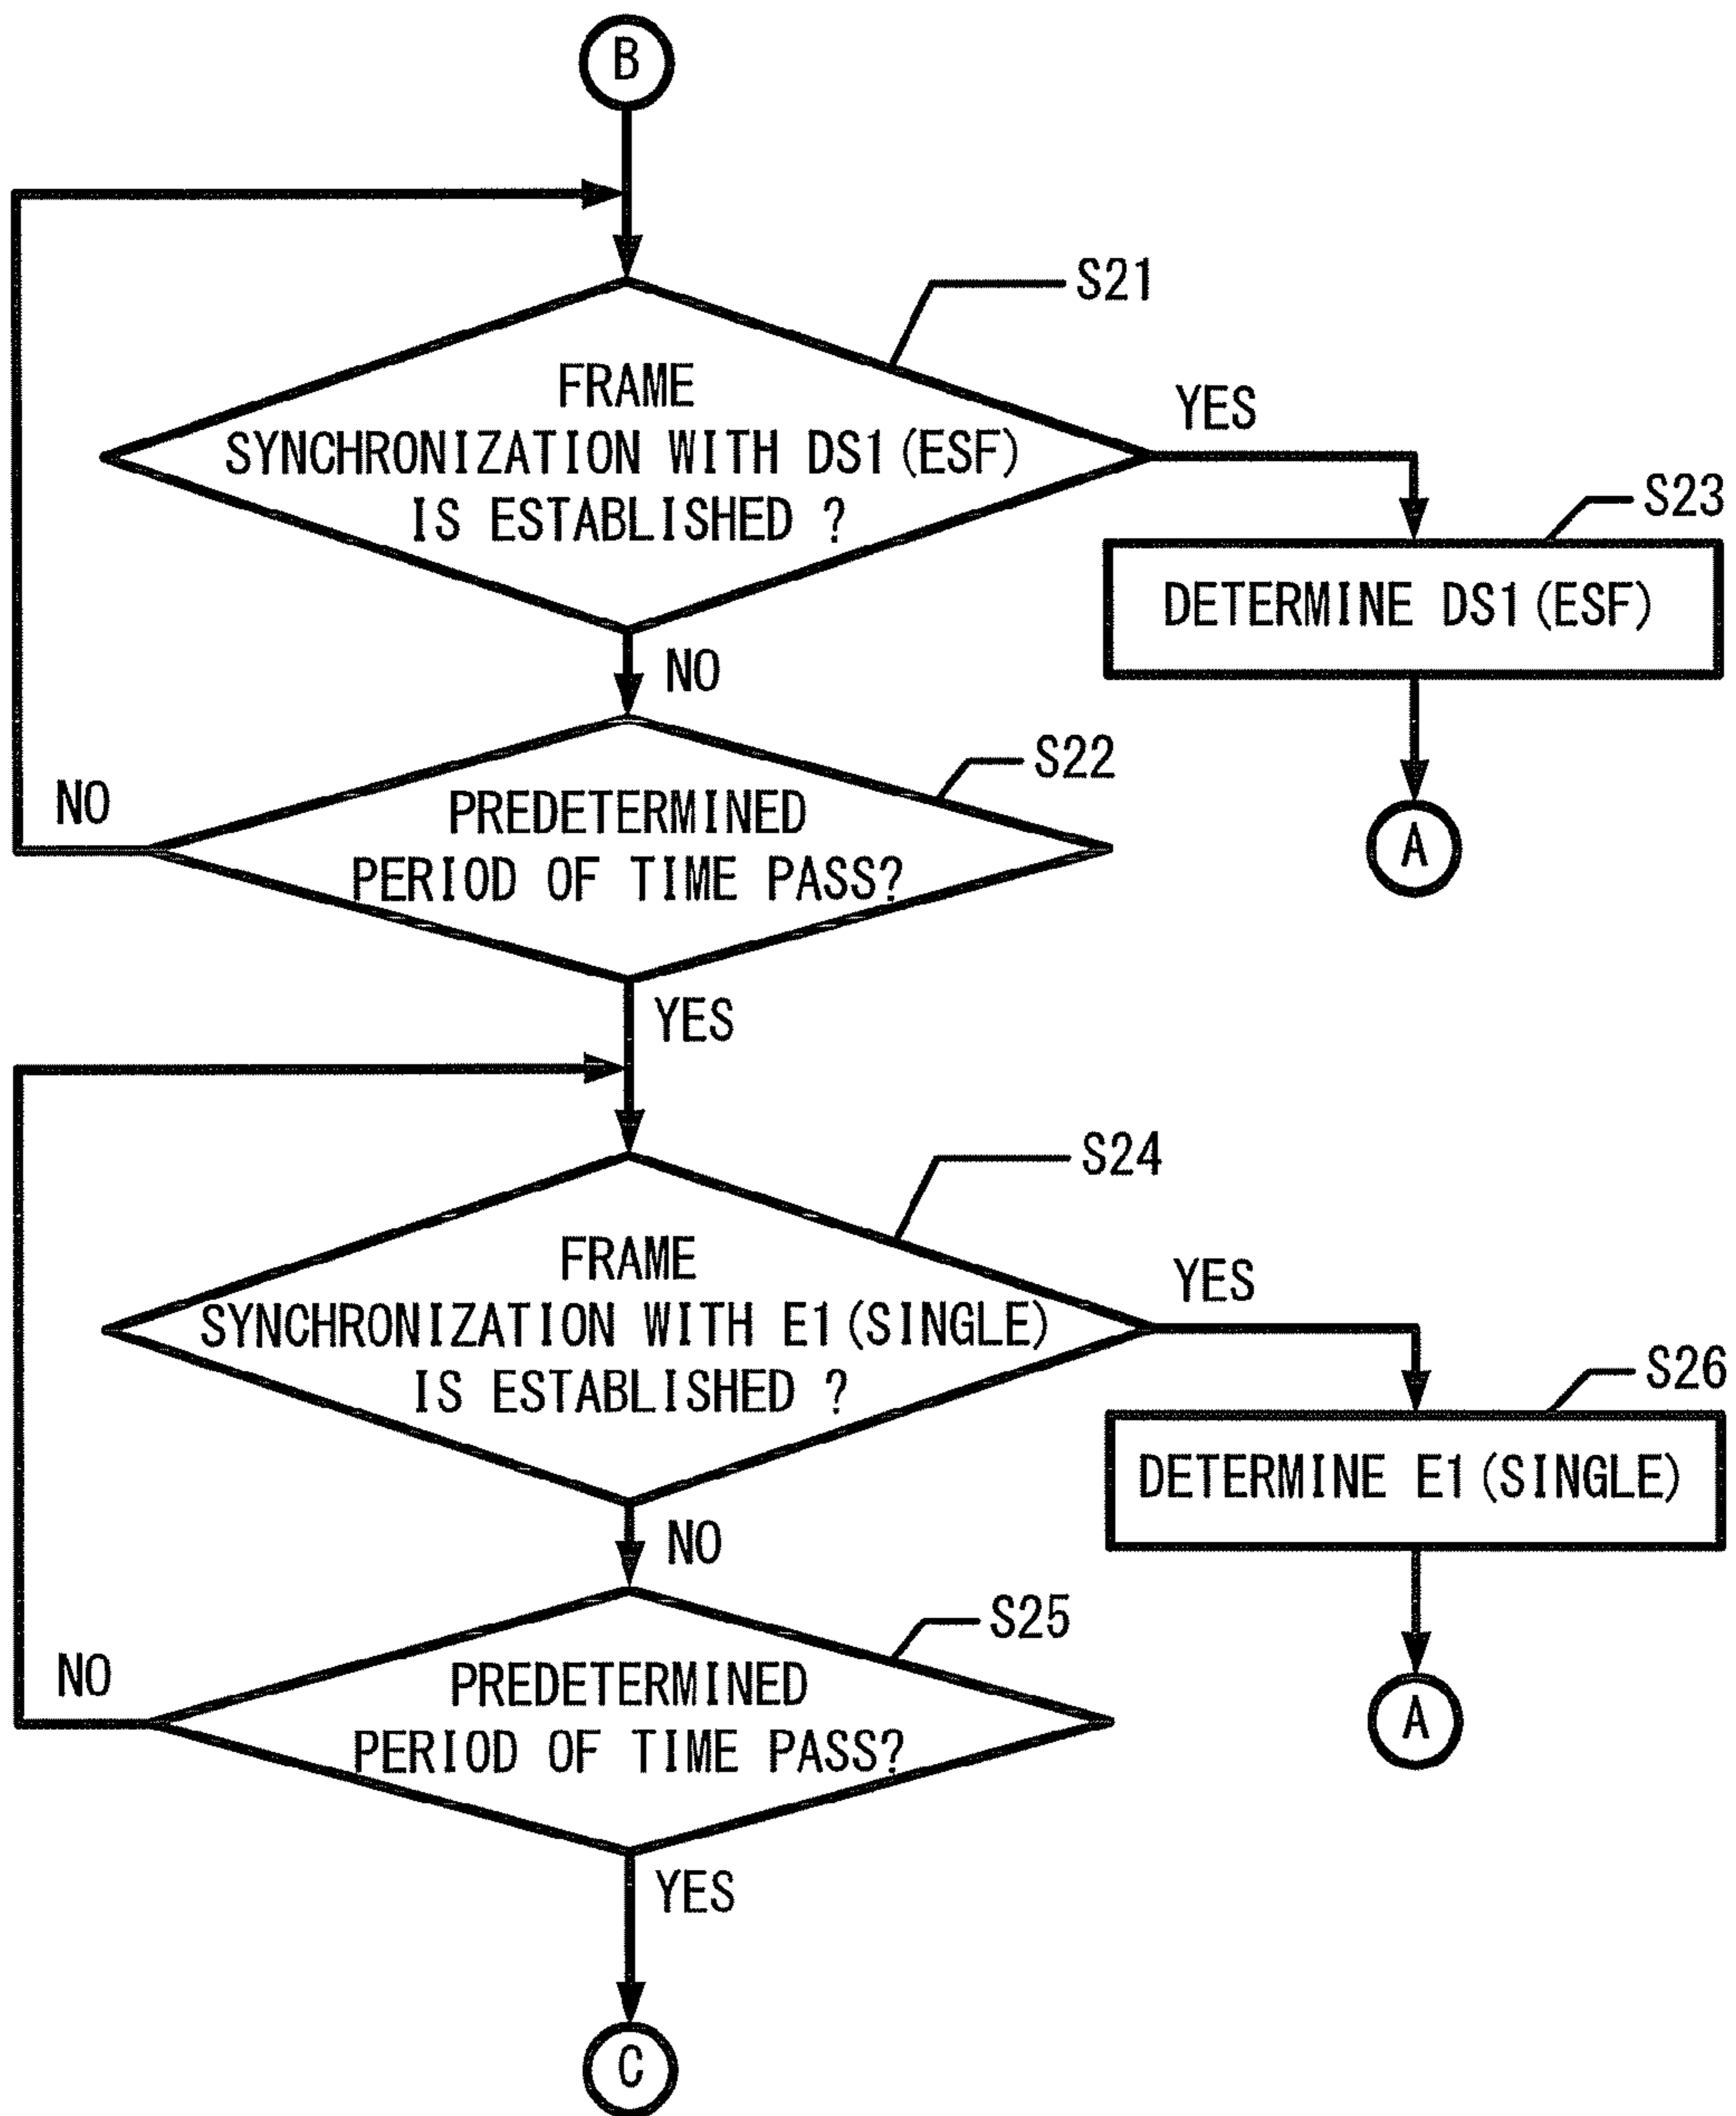 B
S21
FRAME
SYNCHRONIZATION WITH DS1(ESF)
IS ESTABLISHED ?
YES
S23
DETERMINE DS1(ESF)
NO
A
S22
PREDETERMINED
PERIOD OF TIME PASS?
NO
YES
S24
FRAME
SYNCHRONIZATION WITH E1(SINGLE)
IS ESTABLISHED ?
YES
S26
DETERMINE E1(SINGLE)
NO
A
S25
PREDETERMINED
PERIOD OF TIME PASS?
NO
YES
C